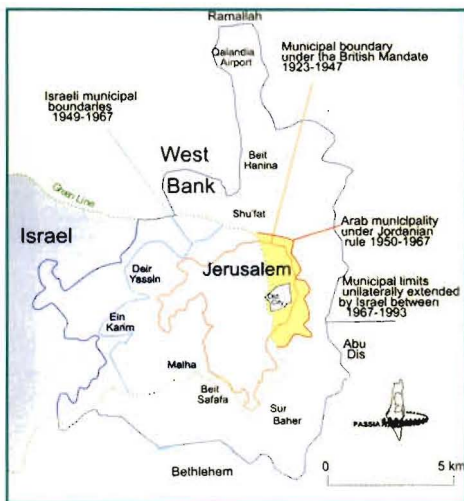 Ramallah
Qalandia
Airport
Municipal boundary
under the British Mandate
1923-1947
Israeli municipal
boundaries
1949-1967
West
Bank
Beit
Hanina
Green Line
Shu'fat
Israel
Arab municipality
under Jordanian
rule 1950-1967
Deir
Yassin
Jerusalem
Old
City
Municipal limits
unilaterally extended
by Israel between
1967-1993
Ein
Karim
Abu
Dis
Malha
Beit
Safafa
Sur
Baher
PASSIA
Bethlehem
0 5 km